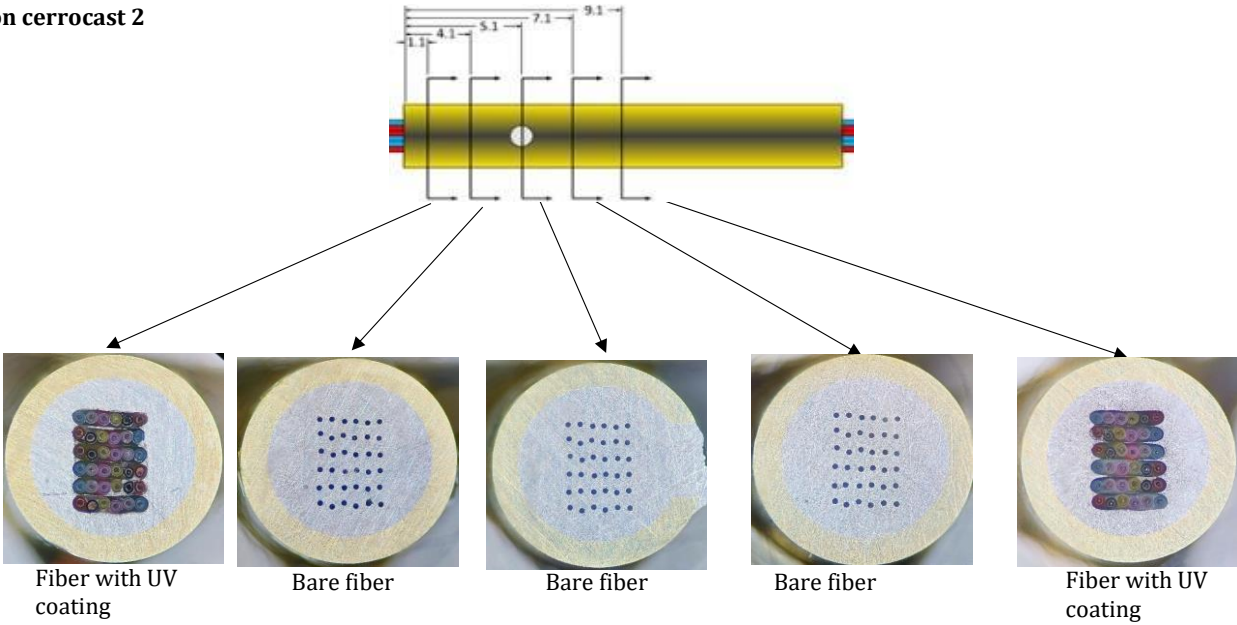 on cerrocast 2
9.1
7.1
5.1
4.1
1.1
Fiber with UV
coating
Bare fiber
Bare fiber
Bare fiber
Fiber with UV
coating